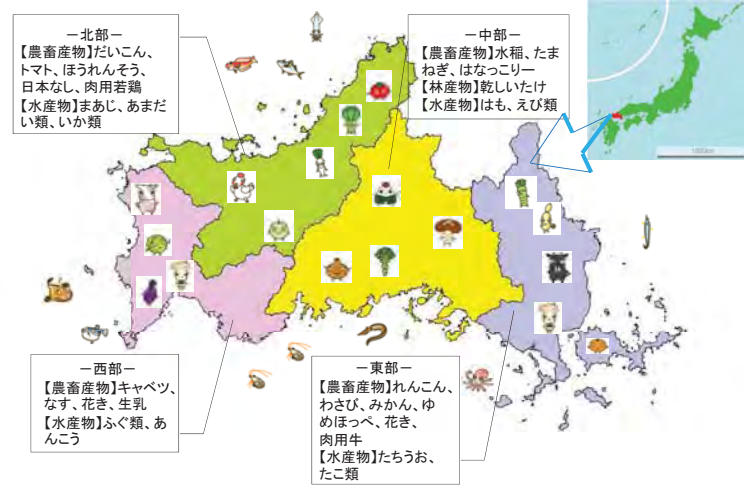 －北部－
【農畜産物】だいこん、
トマト、ほうれんそう、
日本なし、肉用若鶏
【水産物】まあじ、あまだ
い類、いか類
－中部－
【農畜産物】水稲、たま
ねぎ、はなっこりー
【林産物】乾しいたけ
【水産物】はも、えび類
1000km
－西部－
【農畜産物】キャベツ、
なす、花き、生乳
【水産物】ふぐ類、あ
んこう
－東部－
【農畜産物】れんこん、
わさび、みかん、ゆ
めほっぺ、花き、
肉用牛
【水産物】たちうお、
たこ類